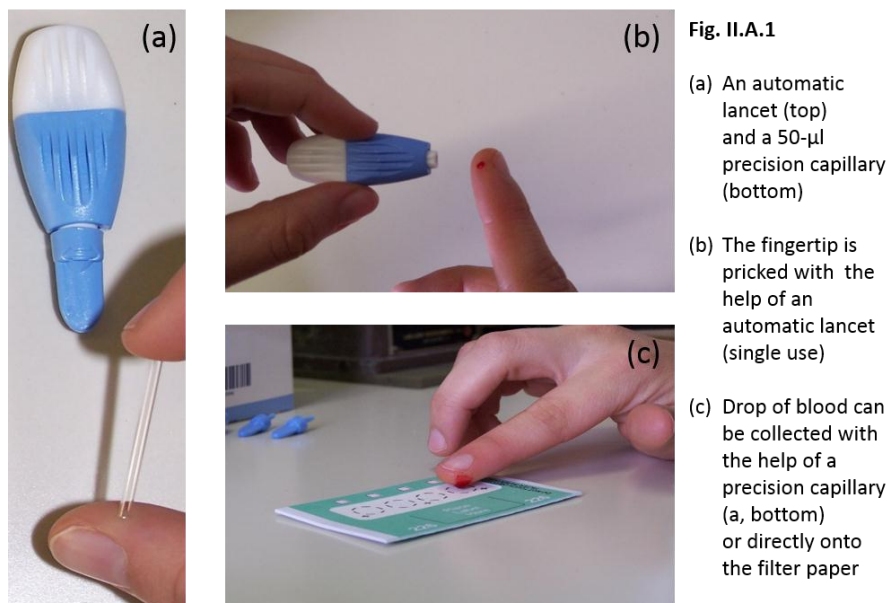 (a)
(b)
(c)
226
226
Fig. II.A.1
(a) An automatic
lancet (top)
and a 50-µl
precision capillary
(bottom)
(b) The fingertip is
pricked with the
help of an
automatic lancet
(single use)
(c) Drop of blood can
be collected with
the help of a
precision capillary
(a, bottom)
or directly onto
the filter paper